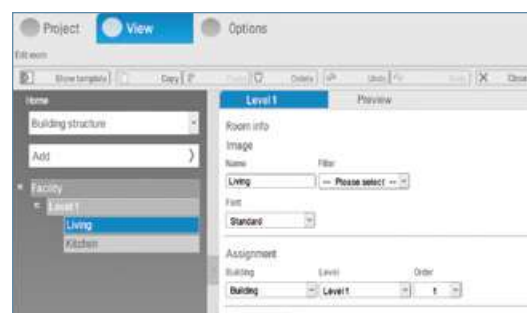 Project View Options
Edit room
Show template Copy Delete Undo Close
Home
Building structure
Add
Facility
Level 1
Living
Kitchen
Level 1 Preview
Room info
Image
Name Filter
Living -- Please select --
Font
Standard
Assignment
Building Level Order
Building Level 1 1